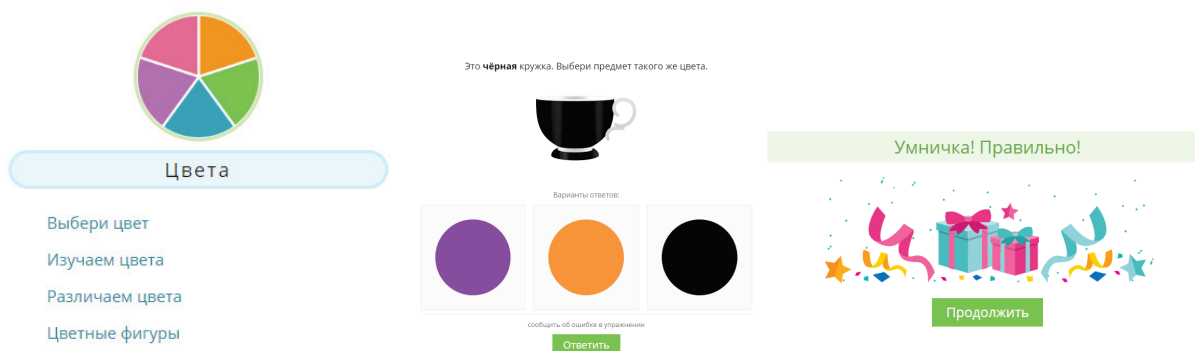 Цвета
Выбери цвет
Изучаем цвета
Различаем цвета
Цветные фигуры
Это чёрная кружка. Выбери предмет такого же цвета.
Варианты ответов:
сообщить об ошибке в упражнении
Ответить
Умничка! Правильно!
Продолжить